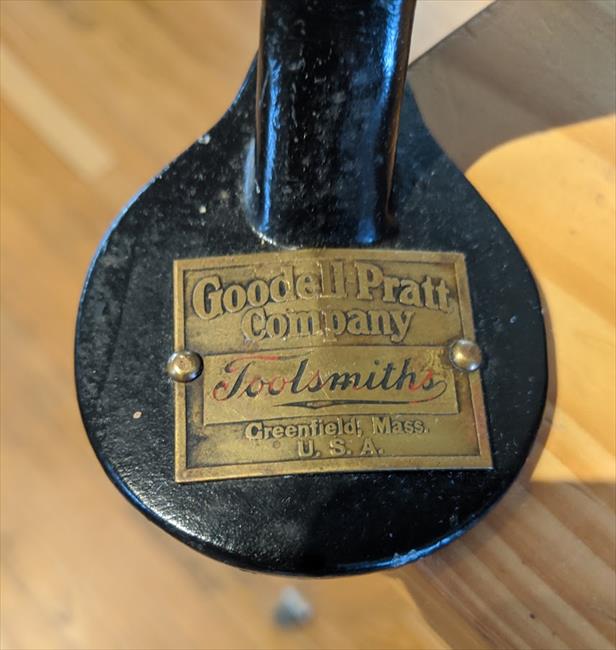 Goodell-Pratt
Company
Toolsmiths
Greenfield, Mass.
U. S. A.